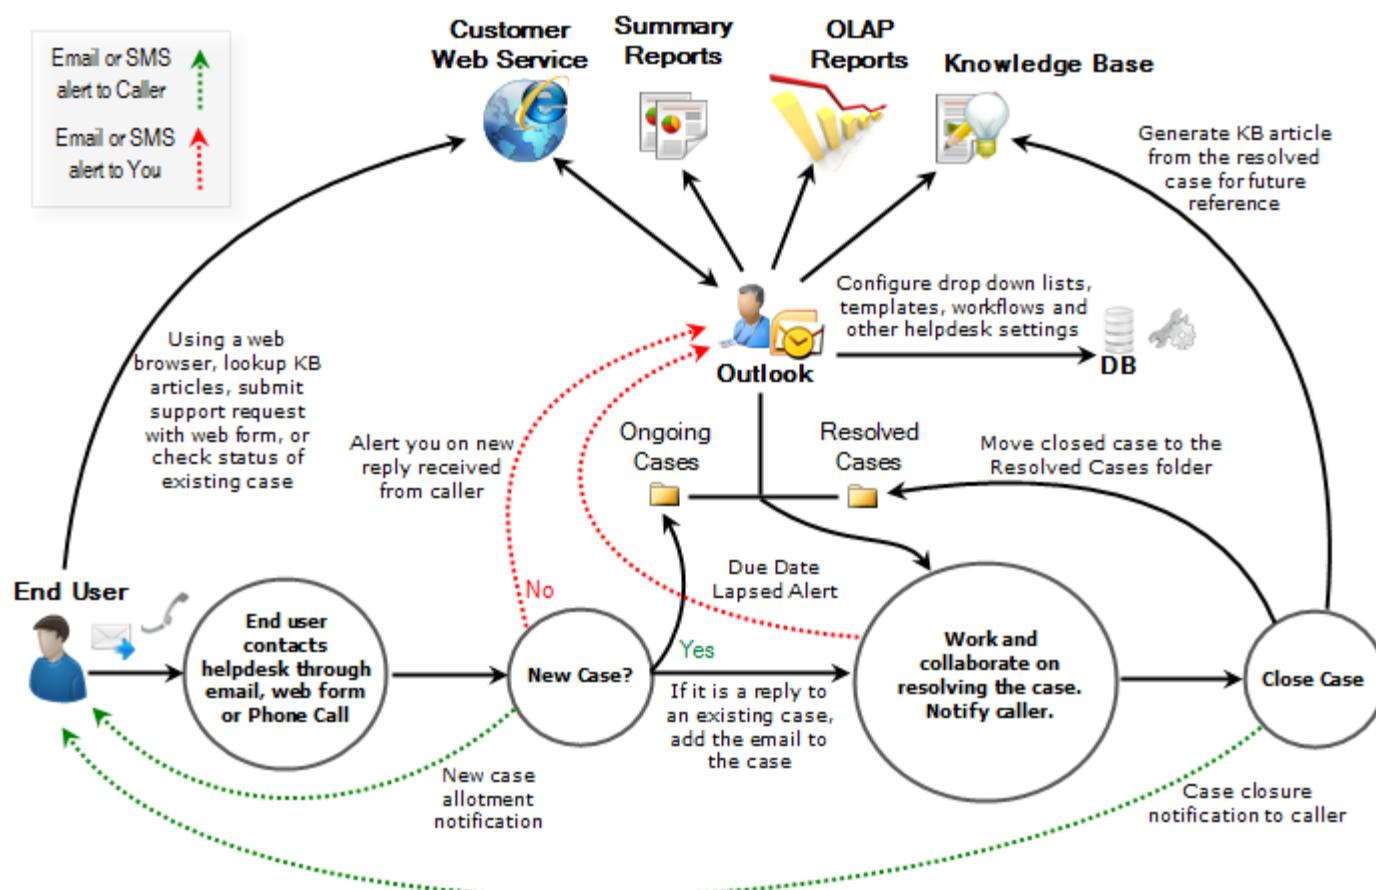 Email or SMS
alert to Caller
Email or SMS
alert to You
Customer
Web Service
Summary
Reports
OLAP
Reports
Knowledge Base
Generate KB article
from the resolved
case for future
reference
Configure drop down lists,
templates, workflows and
other helpdesk settings
DB
Outlook
Using a web
browser, lookup KB
articles, submit
support request
with web form, or
check status of
existing case
Alert you on new
reply received
from caller
Ongoing
Cases
Resolved
Cases
Move closed case to the
Resolved Cases folder
Due Date
Lapsed Alert
End User
End user
contacts
helpdesk through
email, web form
or Phone Call
No
New Case?
Yes
If it is a reply to
an existing case,
add the email to
the case
Work and
collaborate on
resolving the case.
Notify caller.
Close Case
New case
allotment
notification
Case closure
notification to caller